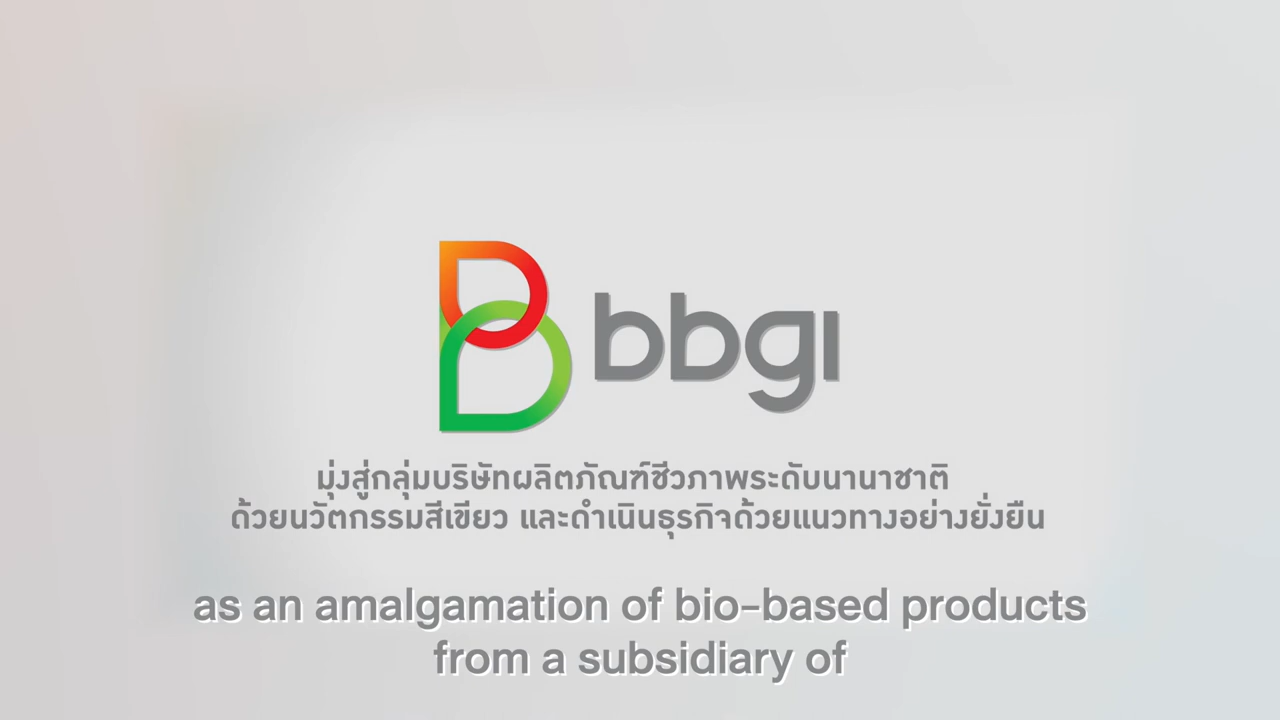 bbgi
มุ่งสู่กลุ่มบริษัทผลิตภัณฑ์ชีวภาพระดับนานาชาติ
ด้วยนวัตกรรมสีเขียว และดำเนินธุรกิจด้วยแนวทางอย่างยั่งยืน
as an amalgamation of bio-based products
from a subsidiary of